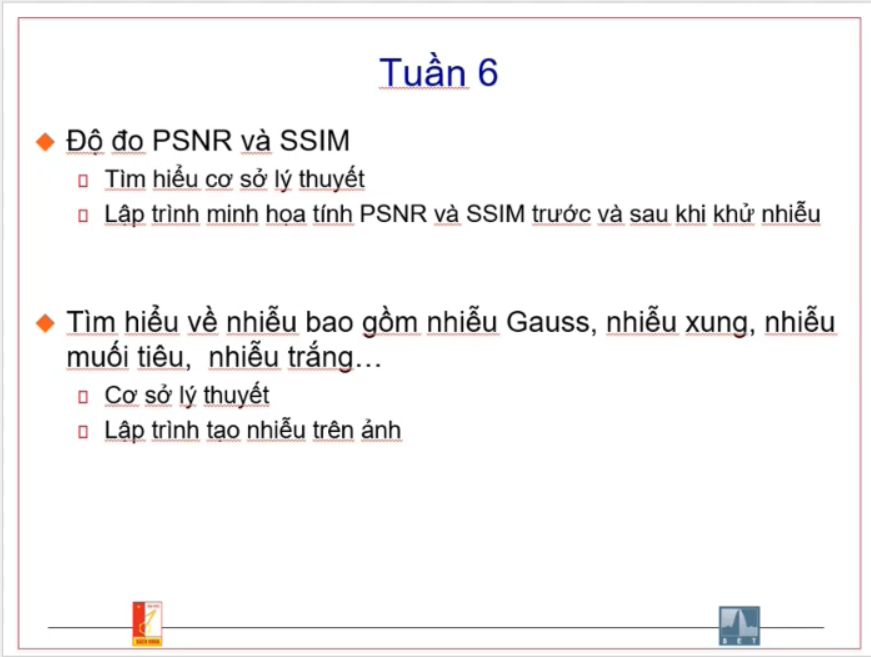 Tuần 6
Độ đo PSNR và SSIM
Tìm hiểu cơ sở lý thuyết
Lập trình minh họa tính PSNR và SSIM trước và sau khi khử nhiễu
Tìm hiểu về nhiễu bao gồm nhiễu Gauss, nhiễu xung, nhiễu
muối tiêu, nhiễu trắng...
Cơ sở lý thuyết
Lập trình tạo nhiễu trên ảnh
SET